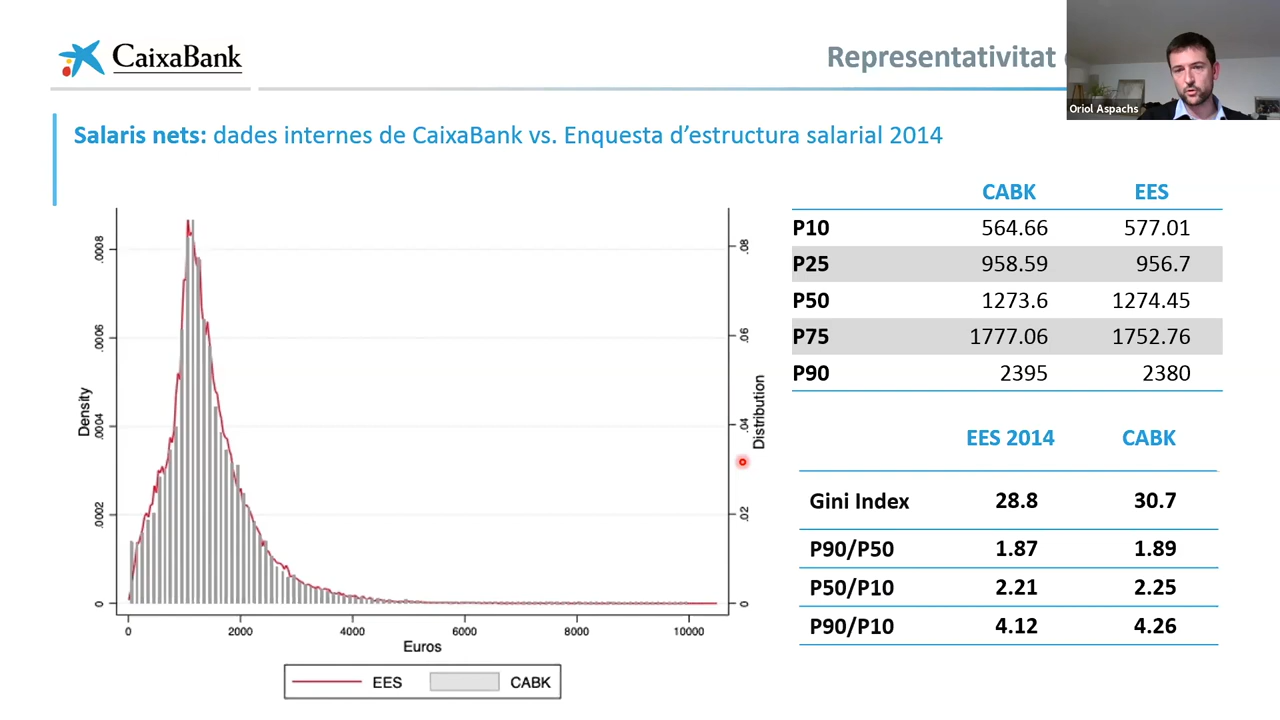 CaixaBank
Representativitat
Oriol Aspachs
Salaris nets: dades internes de CaixaBank vs. Enquesta d'estructura salarial 2014
CABK EES
P10 564.66 577.01
P25 958.59 956.7
P50 1273.6 1274.45
P75 1777.06 1752.76
P90 2395 2380
EES 2014 CABK
Gini Index 28.8 30.7
P90/P50 1.87 1.89
P50/P10 2.21 2.25
P90/P10 4.12 4.26
Density
.0008
.0006
.0004
.0002
0
Distribution
.08
.06
.04
.02
0
0 2000 4000 6000 8000 10000
Euros
EES CABK